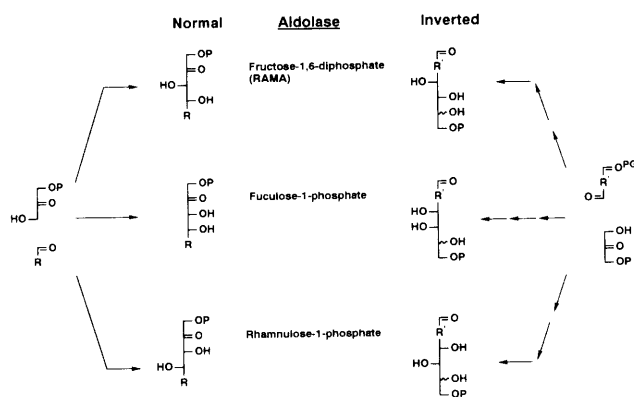 Normal Aldolase Inverted
OP
O
HO
OH
R
Fructose-1,6-diphosphate
(RAMA)
O
R'
HO
OH
OH
OP
OP
O
HO
O
R
OP
O
OH
OH
R
Fuculose-1-phosphate
O
R'
HO
HO
OH
OP
OPG
R'
O
OH
O
OP
OP
O
OH
HO
R
Rhamnulose-1-phosphate
O
R'
OH
HO
OH
OP